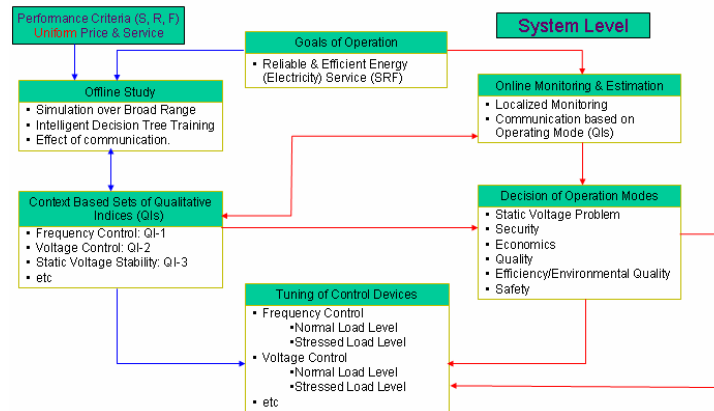 Performance Criteria (S, R, F)
Uniform Price & Service
Goals of Operation
▪ Reliable & Efficient Energy
(Electricity) Service (SRF)
System Level
Offline Study
▪ Simulation over Broad Range
▪ Intelligent Decision Tree Training
▪ Effect of communication.
Online Monitoring & Estimation
▪ Localized Monitoring
▪ Communication based on
Operating Mode (QIs)
Context Based Sets of Qualitative
Indices (QIs)
▪ Frequency Control: QI-1
▪ Voltage Control: QI-2
▪ Static Voltage Stability: QI-3
▪ etc
Decision of Operation Modes
▪ Static Voltage Problem
▪ Security
▪ Economics
▪ Quality
▪ Efficiency/Environmental Quality
▪ Safety
Tuning of Control Devices
▪ Frequency Control
▪Normal Load Level
▪Stressed Load Level
▪ Voltage Control
▪Normal Load Level
▪Stressed Load Level
▪ etc